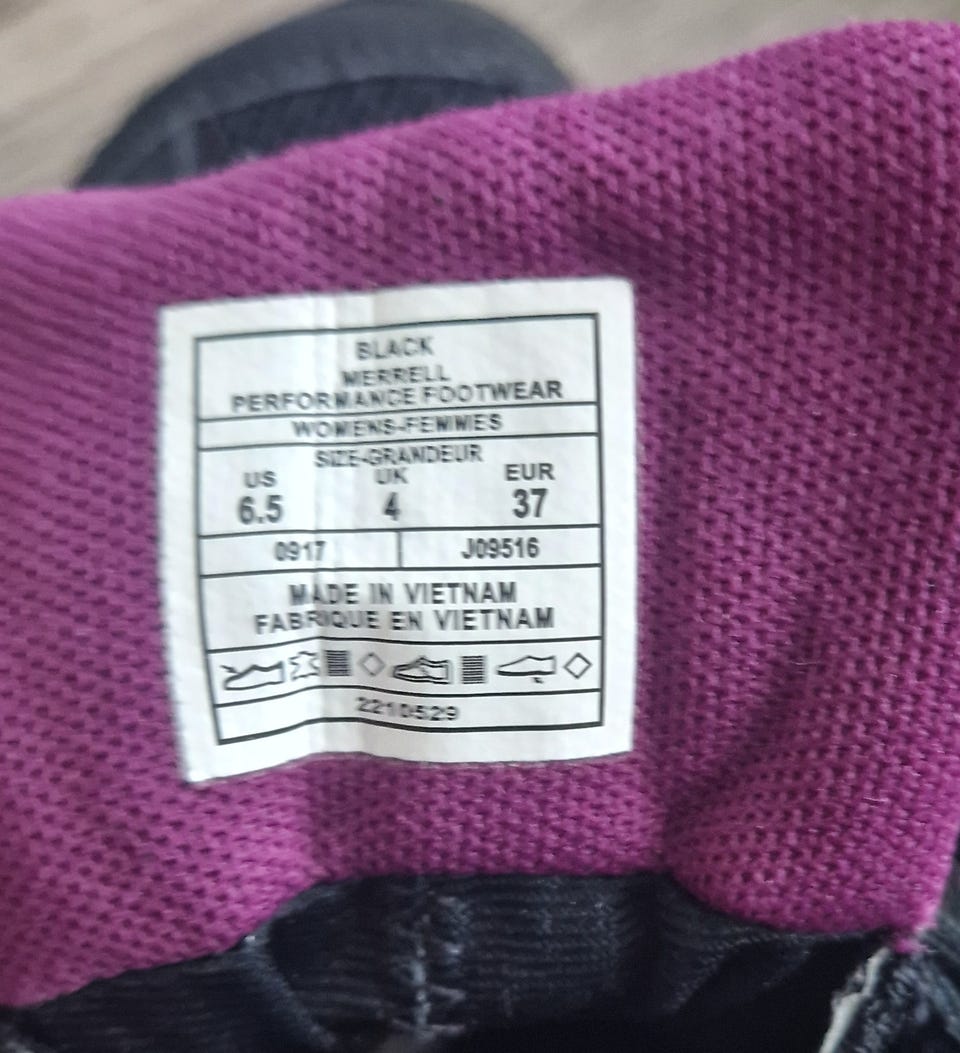 BLACK
MERRELL
PERFORMANCE FOOTWEAR
WOMENS-FEMMES
SIZE-GRANDEUR
US UK EUR
6.5 4 37
0917 J09516
MADE IN VIETNAM
FABRIQUE EN VIETNAM
2210529